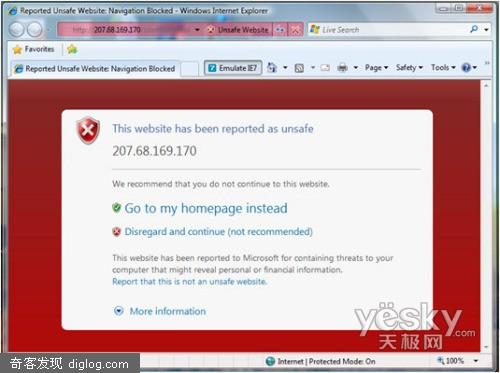 Reported Unsafe Website: Navigation Blocked - Windows Internet Explorer
http://207.68.169.170
Unsafe Website
Live Search
Favorites
Reported Unsafe Website: Navigation Blocked
Emulate IE7
Page
Safety
Tools
This website has been reported as unsafe
207.68.169.170
We recommend that you do not continue to this website.
Go to my homepage instead
Disregard and continue (not recommended)
This website has been reported to Microsoft for containing threats to your
computer that might reveal personal or financial information.
Report that this is not an unsafe website.
More information
yësky
天极网
.com
奇客发现 diglog.com
Internet | Protected Mode: On
100%